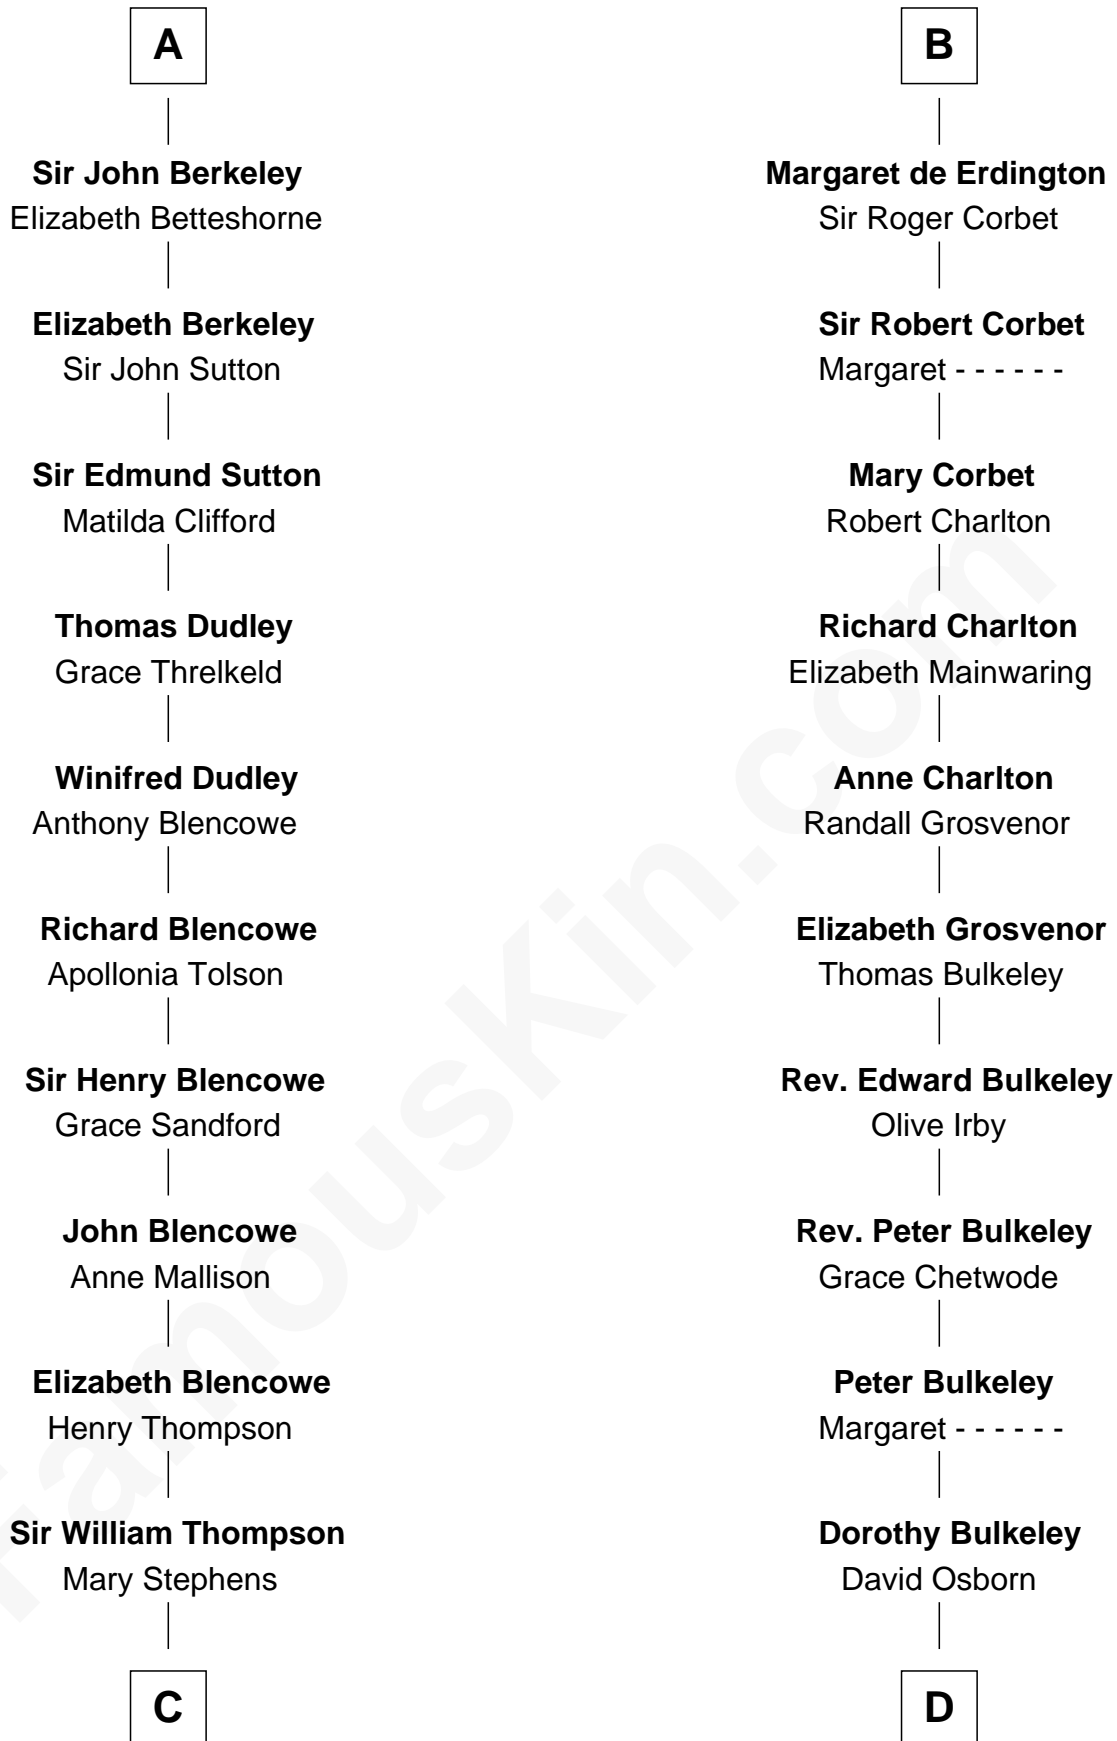 A
Sir John Berkeley
Elizabeth Betteshorne
Elizabeth Berkeley
Sir John Sutton
Sir Edmund Sutton
Matilda Clifford
Thomas Dudley
Grace Threlkeld
Winifred Dudley
Anthony Blencowe
Richard Blencowe
Apollonia Tolson
Sir Henry Blencowe
Grace Sandford
John Blencowe
Anne Mallison
Elizabeth Blencowe
Henry Thompson
Sir William Thompson
Mary Stephens
C
B
Margaret de Erdington
Sir Roger Corbet
Sir Robert Corbet
Margaret - - - - - -
Mary Corbet
Robert Charlton
Richard Charlton
Elizabeth Mainwaring
Anne Charlton
Randall Grosvenor
Elizabeth Grosvenor
Thomas Bulkeley
Rev. Edward Bulkeley
Olive Irby
Rev. Peter Bulkeley
Grace Chetwode
Peter Bulkeley
Margaret - - - - - -
Dorothy Bulkeley
David Osborn
D
FamousKin.com